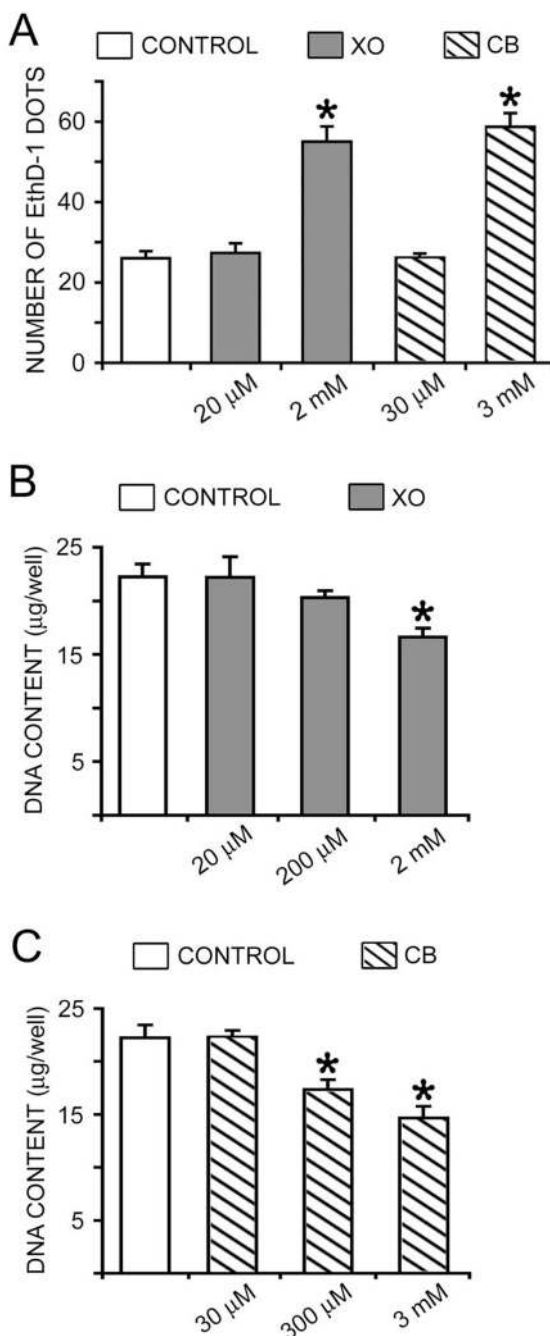 A
CONTROL XO CB
NUMBER OF EthD-1 DOTS
60
40
20
0
*
*
20 μM 2 mM 30 μM 3 mM
B
CONTROL XO
DNA CONTENT (μg/well)
25
15
5
*
20 μM 200 μM 2 mM
C
CONTROL CB
DNA CONTENT (μg/well)
25
15
5
*
*
30 μM 300 μM 3 mM